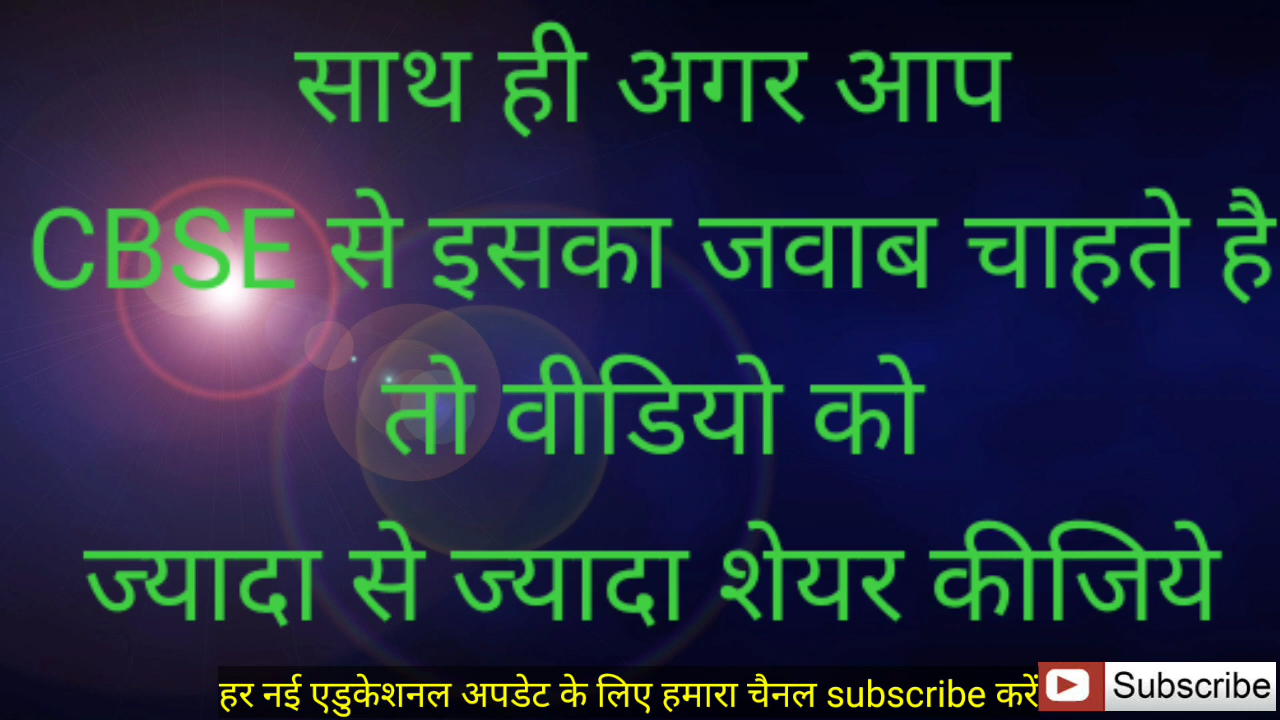 साथ ही अगर आप
CBSE से इसका जवाब चाहते है
तो वीडियो को
ज्यादा से ज्यादा शेयर कीजिये
हर नई एडुकेशनल अपडेट के लिए हमारा चैनल subscribe करें
Subscribe